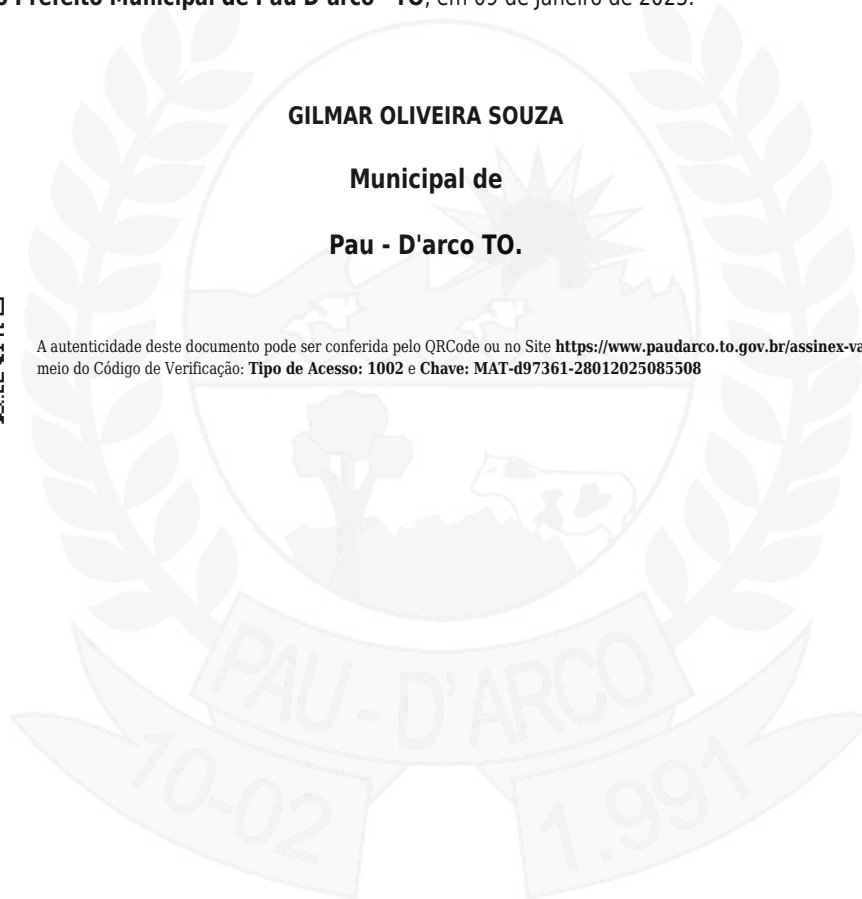 Prefeito Municipal de Pau D'arco - TO, em 09 de janeiro de 2025.
GILMAR OLIVEIRA SOUZA
Municipal de
Pau - D'arco TO.
A autenticidade deste documento pode ser conferida pelo QRCode ou no Site https://www.paudarco.to.gov.br/assinex-va
meio do Código de Verificação: Tipo de Acesso: 1002 e Chave: MAT-d97361-28012025085508
PAU - D'ARCO
10-02 1.991